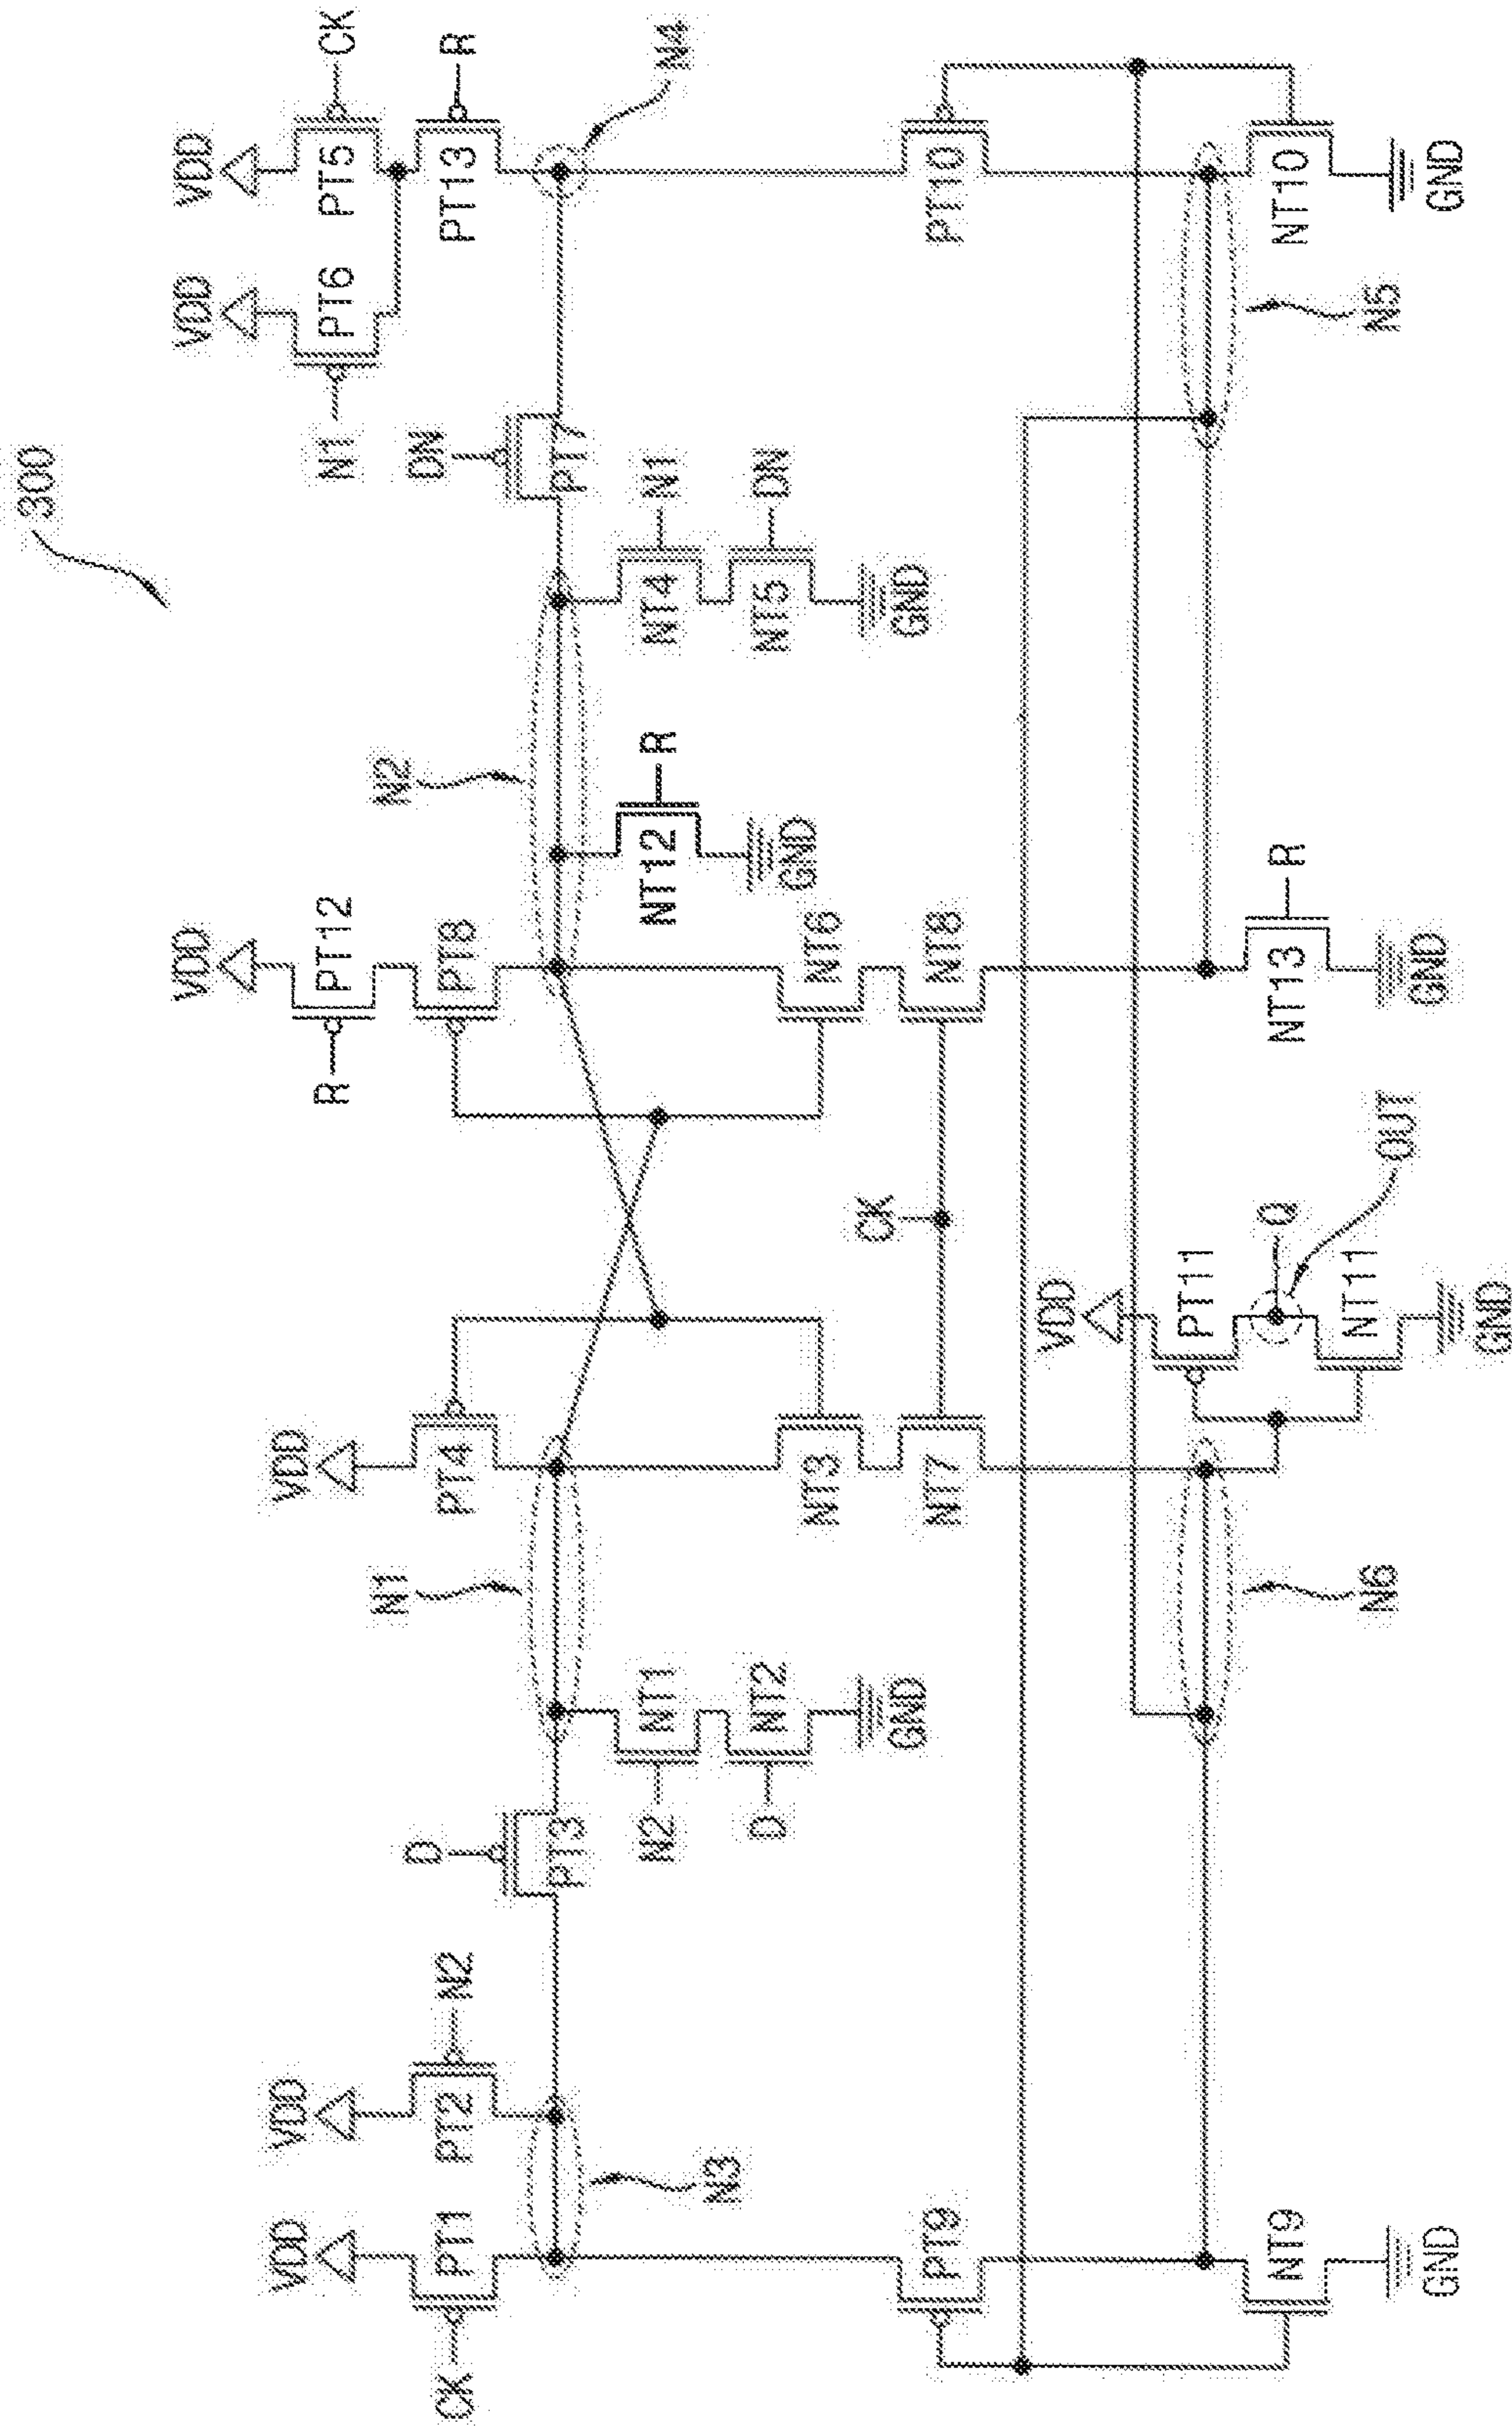 300
VDD
VDD
VDD
VDD
VDD
VDD
CK
PT1
PT2
N2
PT4
R
PT12
PT8
N1
PT6
PT5
CK
PT13
R
D
PT3
N1
N2
DN
PT7
N4
N3
N2
NT1
D
NT2
GND
NT12
R
GND
NT4
N1
NT5
DN
GND
NT3
NT6
PT9
NT7
CK
NT8
PT10
VDD
PT11
Q
OUT
NT11
GND
N6
N5
NT9
GND
NT13
R
GND
NT10
GND